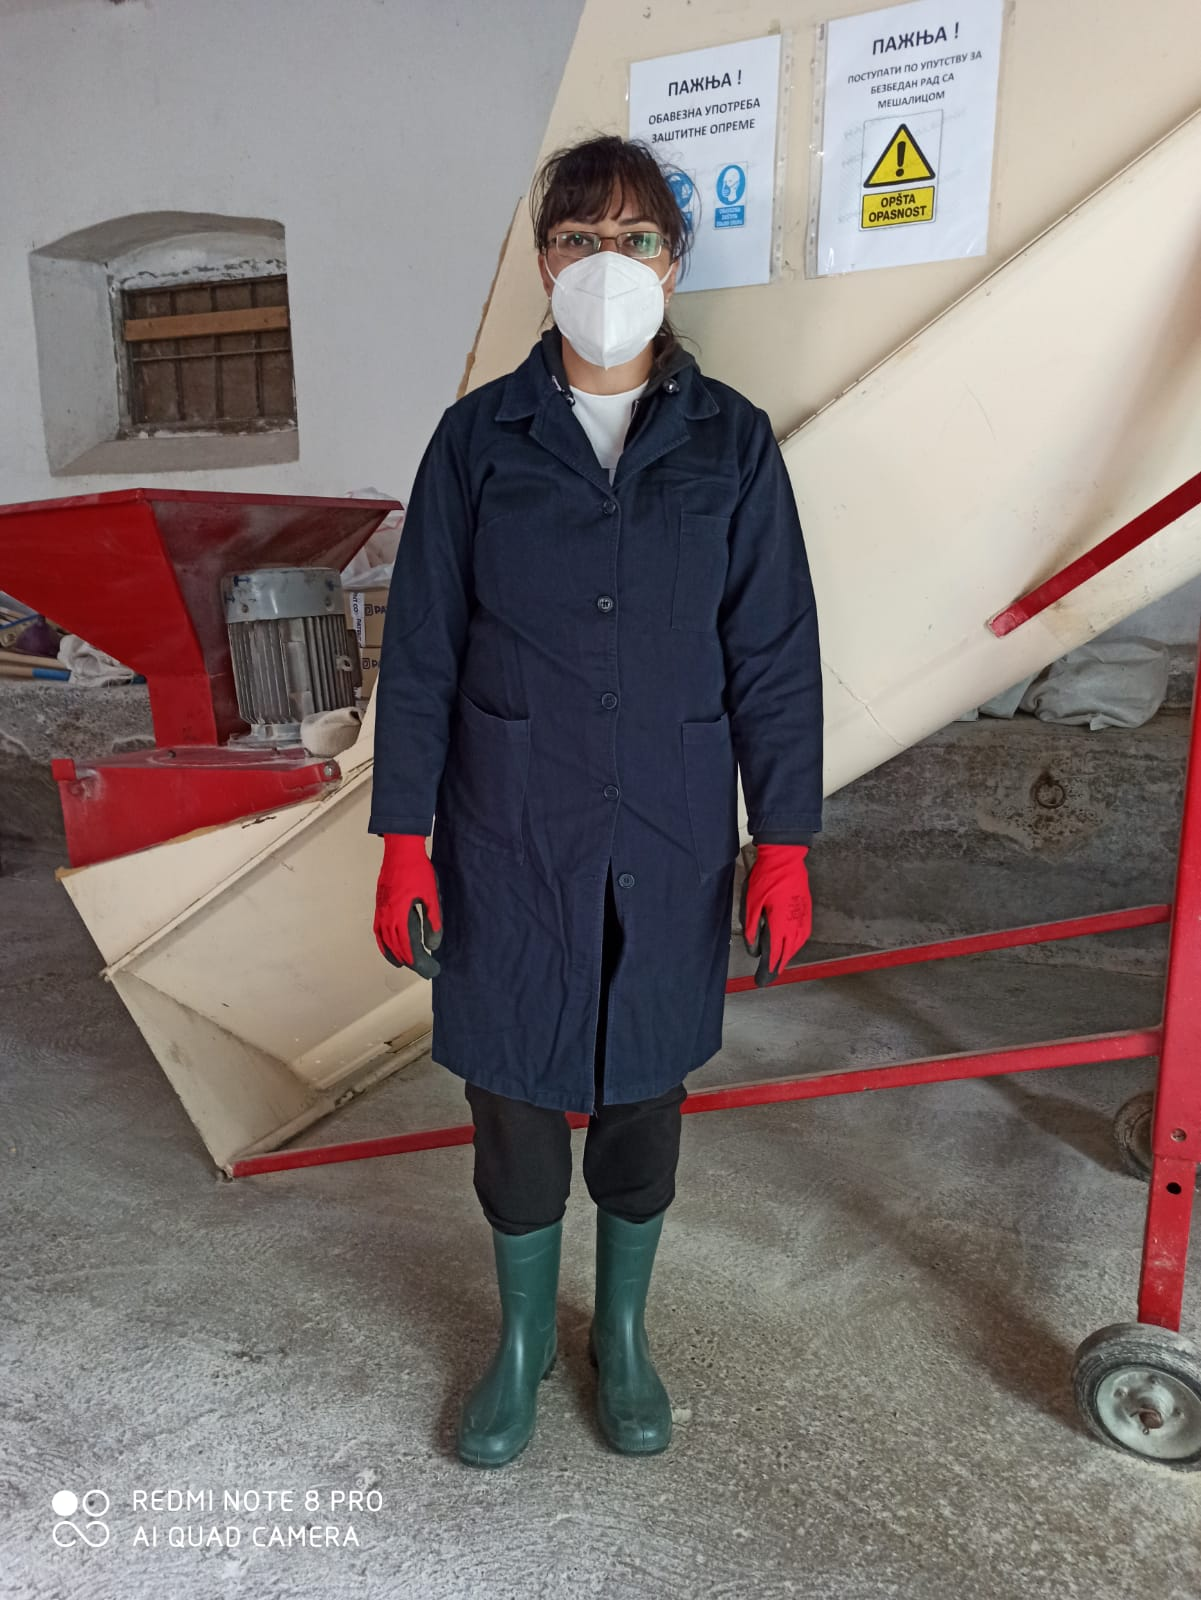 ПАЖЊА !
ОБАВЕЗНА УПОТРЕБА
ЗАШТИТНЕ ОПРЕМЕ
ПАЖЊА !
ПОСТУПАТИ ПО УПУТСТВУ ЗА
БЕЗБЕДАН РАД СА
МЕШАЛИЦОМ
OPŠTA
OPASNOST
REDMI NOTE 8 PRO
AI QUAD CAMERA